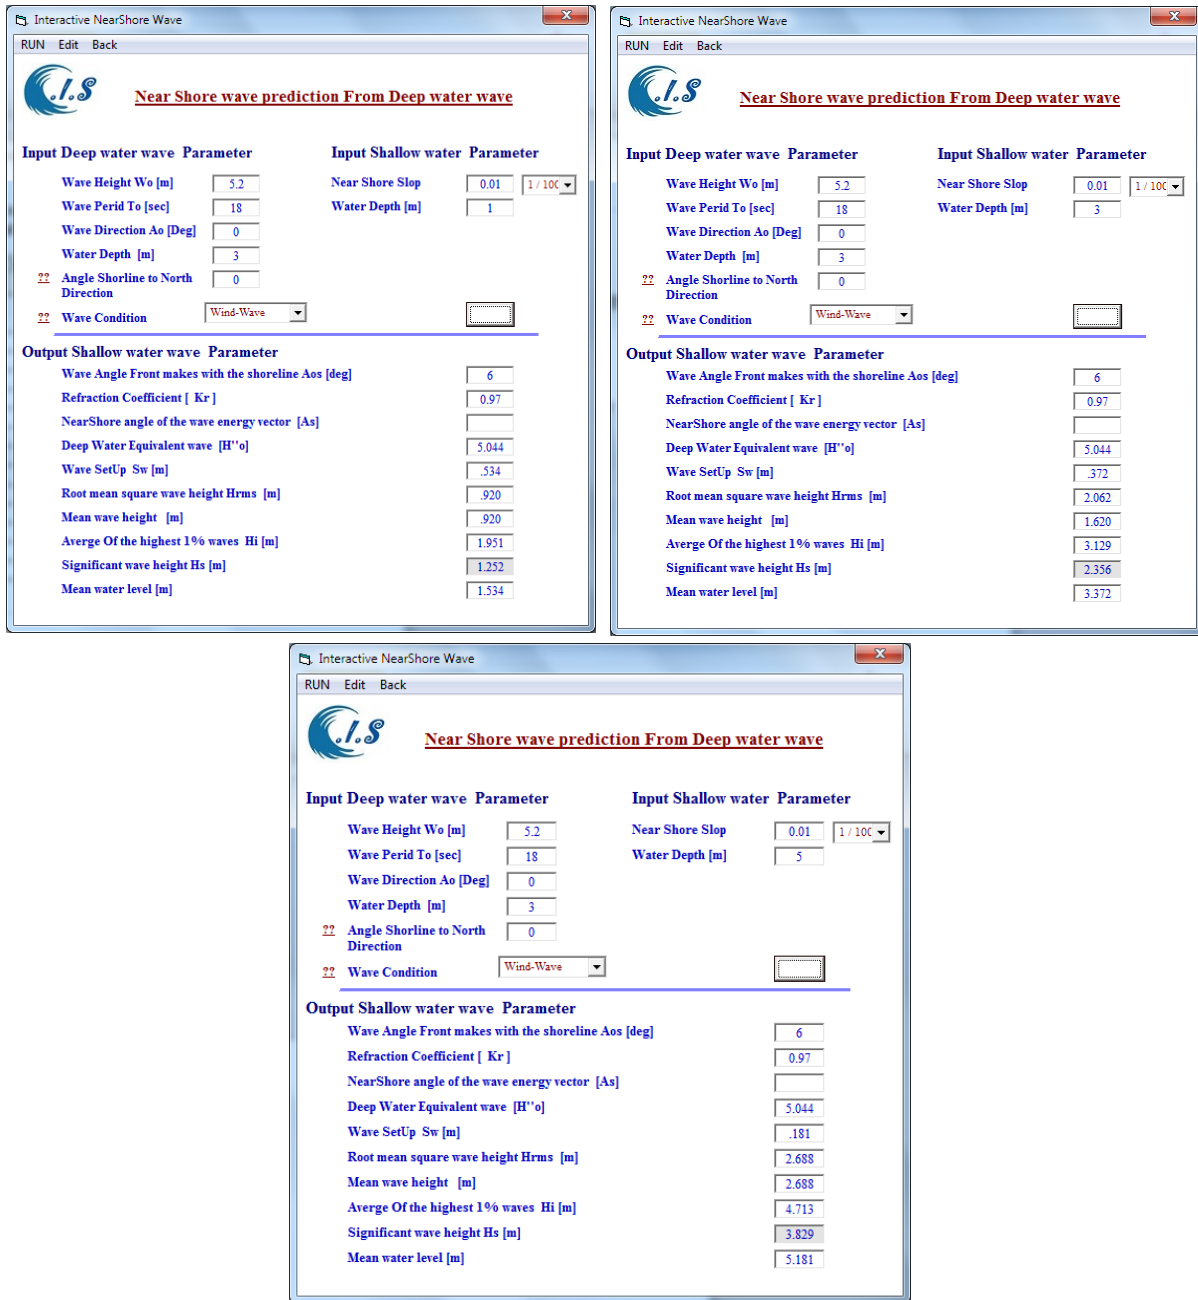 Interactive NearShore Wave
RUN Edit Back
C.I.S
Near Shore wave prediction From Deep water wave
Input Deep water wave Parameter
Input Shallow water Parameter
Wave Height Wo [m] 5.2
Near Shore Slop 0.01 1 / 100
Wave Perid To [sec] 18
Water Depth [m] 1
Wave Direction Ao [Deg] 0
Water Depth [m] 3
?? Angle Shorline to North Direction 0
?? Wave Condition Wind-Wave
Output Shallow water wave Parameter
Wave Angle Front makes with the shoreline Aos [deg] 6
Refraction Coefficient [ Kr ] 0.97
NearShore angle of the wave energy vector [As]
Deep Water Equivalent wave [H''o] 5.044
Wave SetUp Sw [m] .534
Root mean square wave height Hrms [m] .920
Mean wave height [m] .920
Averge Of the highest 1% waves Hi [m] 1.951
Significant wave height Hs [m] 1.252
Mean water level [m] 1.534
Interactive NearShore Wave
RUN Edit Back
C.I.S
Near Shore wave prediction From Deep water wave
Input Deep water wave Parameter
Input Shallow water Parameter
Wave Height Wo [m] 5.2
Near Shore Slop 0.01 1 / 100
Wave Perid To [sec] 18
Water Depth [m] 3
Wave Direction Ao [Deg] 0
Water Depth [m] 3
?? Angle Shorline to North Direction 0
?? Wave Condition Wind-Wave
Output Shallow water wave Parameter
Wave Angle Front makes with the shoreline Aos [deg] 6
Refraction Coefficient [ Kr ] 0.97
NearShore angle of the wave energy vector [As]
Deep Water Equivalent wave [H''o] 5.044
Wave SetUp Sw [m] .372
Root mean square wave height Hrms [m] 2.062
Mean wave height [m] 1.620
Averge Of the highest 1% waves Hi [m] 3.129
Significant wave height Hs [m] 2.356
Mean water level [m] 3.372
Interactive NearShore Wave
RUN Edit Back
C.I.S
Near Shore wave prediction From Deep water wave
Input Deep water wave Parameter
Input Shallow water Parameter
Wave Height Wo [m] 5.2
Near Shore Slop 0.01 1 / 100
Wave Perid To [sec] 18
Water Depth [m] 5
Wave Direction Ao [Deg] 0
Water Depth [m] 3
?? Angle Shorline to North Direction 0
?? Wave Condition Wind-Wave
Output Shallow water wave Parameter
Wave Angle Front makes with the shoreline Aos [deg] 6
Refraction Coefficient [ Kr ] 0.97
NearShore angle of the wave energy vector [As]
Deep Water Equivalent wave [H''o] 5.044
Wave SetUp Sw [m] .181
Root mean square wave height Hrms [m] 2.688
Mean wave height [m] 2.688
Averge Of the highest 1% waves Hi [m] 4.713
Significant wave height Hs [m] 3.829
Mean water level [m] 5.181